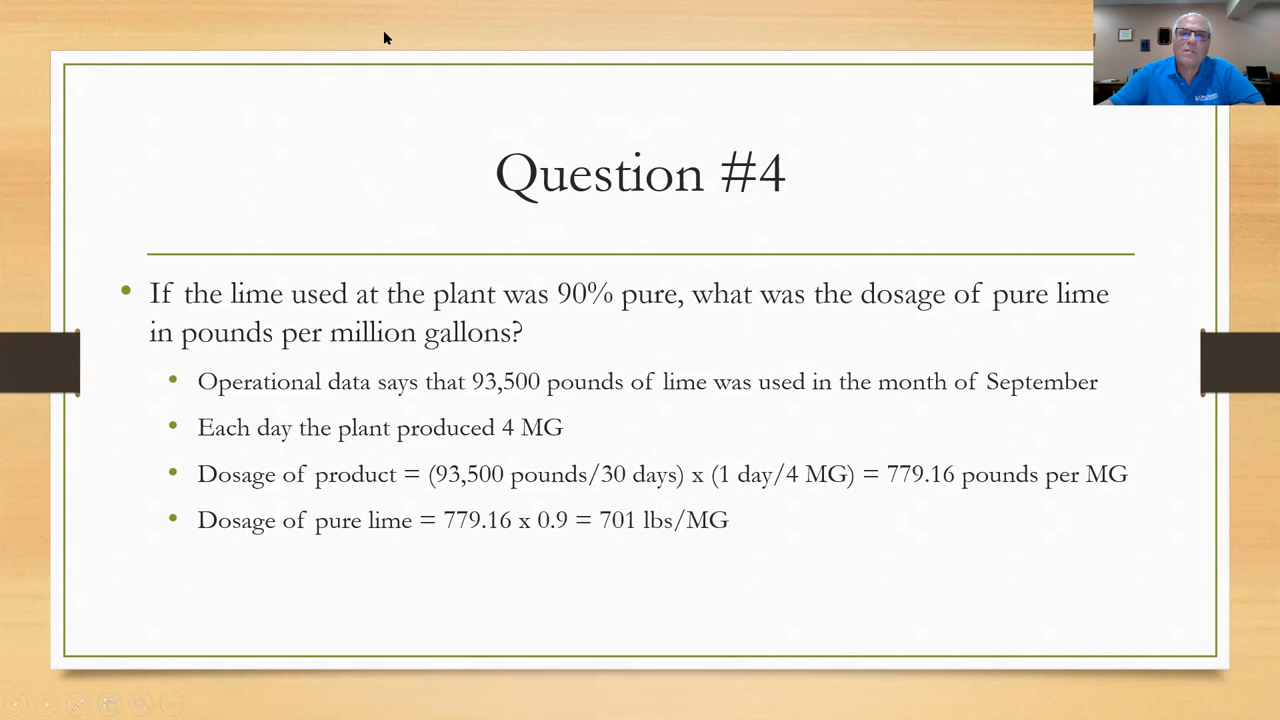 Question #4
If the lime used at the plant was 90% pure, what was the dosage of pure lime
in pounds per million gallons?
Operational data says that 93,500 pounds of lime was used in the month of September
Each day the plant produced 4 MG
Dosage of product = (93,500 pounds/30 days) x (1 day/4 MG) = 779.16 pounds per MG
Dosage of pure lime = 779.16 x 0.9 = 701 lbs/MG